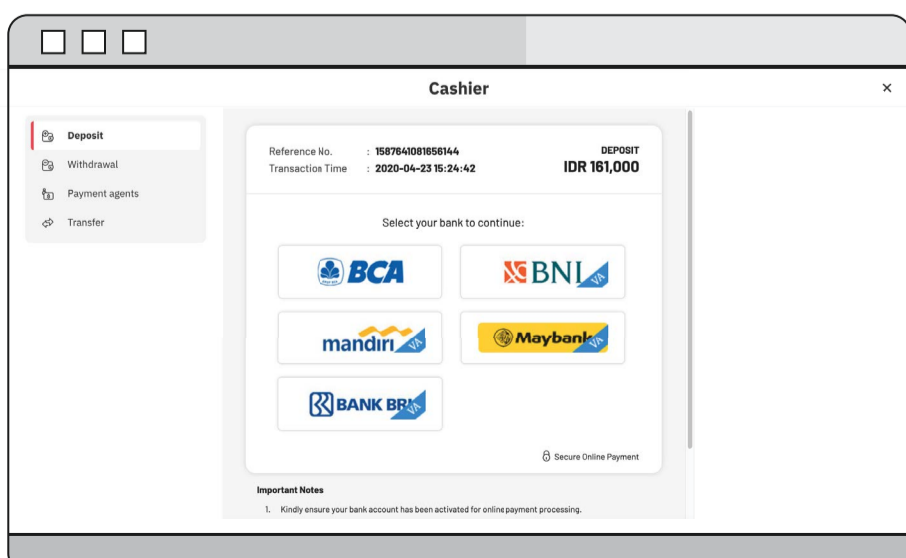 Cashier
Deposit
Withdrawal
Payment agents
Transfer
Reference No. : 1587641081656144
Transaction Time : 2020-04-23 15:24:42
DEPOSIT
IDR 161,000
Select your bank to continue:
BCA
BNI VA
mandiri VA
Maybank VA
BANK BRI VA
Secure Online Payment
Important Notes
1. Kindly ensure your bank account has been activated for online payment processing.